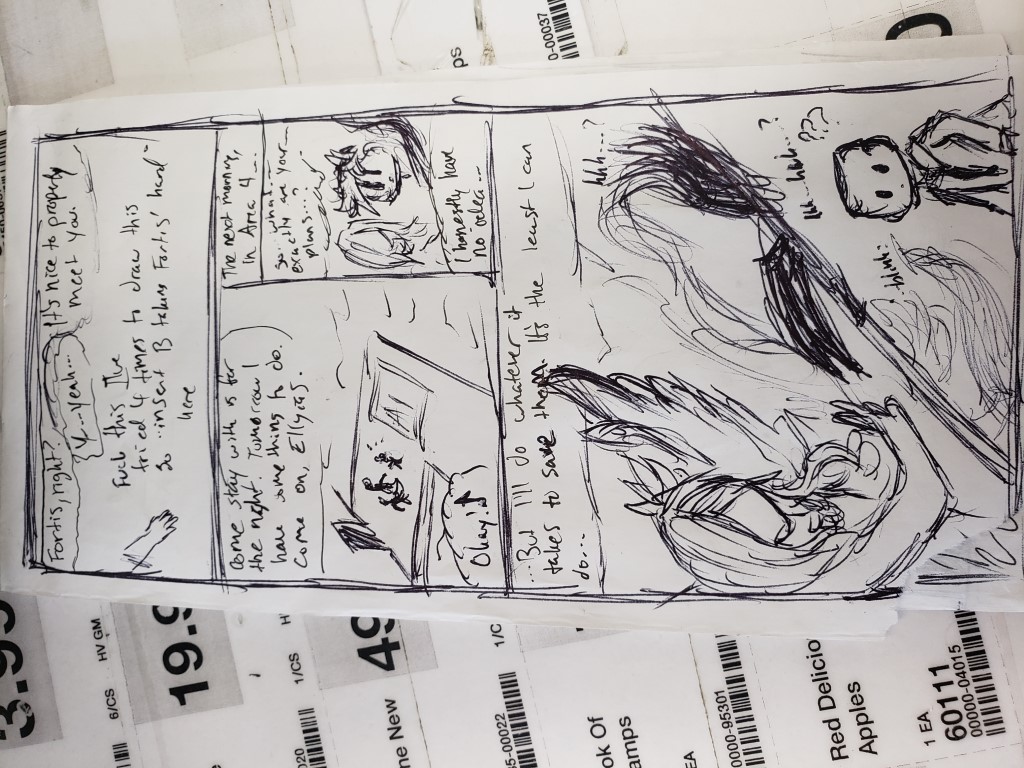 Fortis, right?
Y...yeah...
It's nice to properly
meet you.
Fuck this I've
tried 4 times to draw this
so "insert B taking Fortis' hand"
here
Come stay with us for
the night. Tumorrow I
have something to do.
Come on, Ellycas.
A1
Okay!
The next morning,
in Area 4...
so... what...
exactly are your
plans...?
I honestly have
no idea...
...But I'll do whatever it
takes to save them. It's the least I can
do...
hhh...?
hhh...?
???
blink
3.99
6/CS HV GM
19.9
020
1/CS
ne New
49
35-00022
1/C
ok Of
amps
EA
0000-95301
Red Delicio
Apples
1 EA
60111
00000-04015
ps
0-00037
0